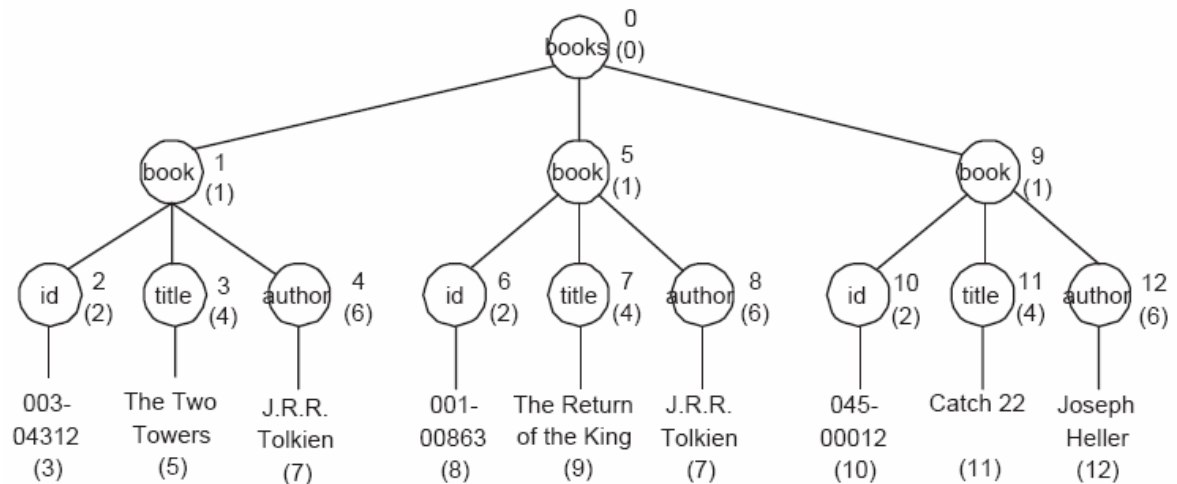 0
books (0)
book 1 (1)
book 5 (1)
book 9 (1)
id 2 (2)
title 3 (4)
author 4 (6)
id 6 (2)
title 7 (4)
author 8 (6)
id 10 (2)
title 11 (4)
author 12 (6)
003-
04312
(3)
The Two
Towers
(5)
J.R.R.
Tolkien
(7)
001-
00863
(8)
The Return
of the King
(9)
J.R.R.
Tolkien
(7)
045-
00012
(10)
Catch 22
(11)
Joseph
Heller
(12)